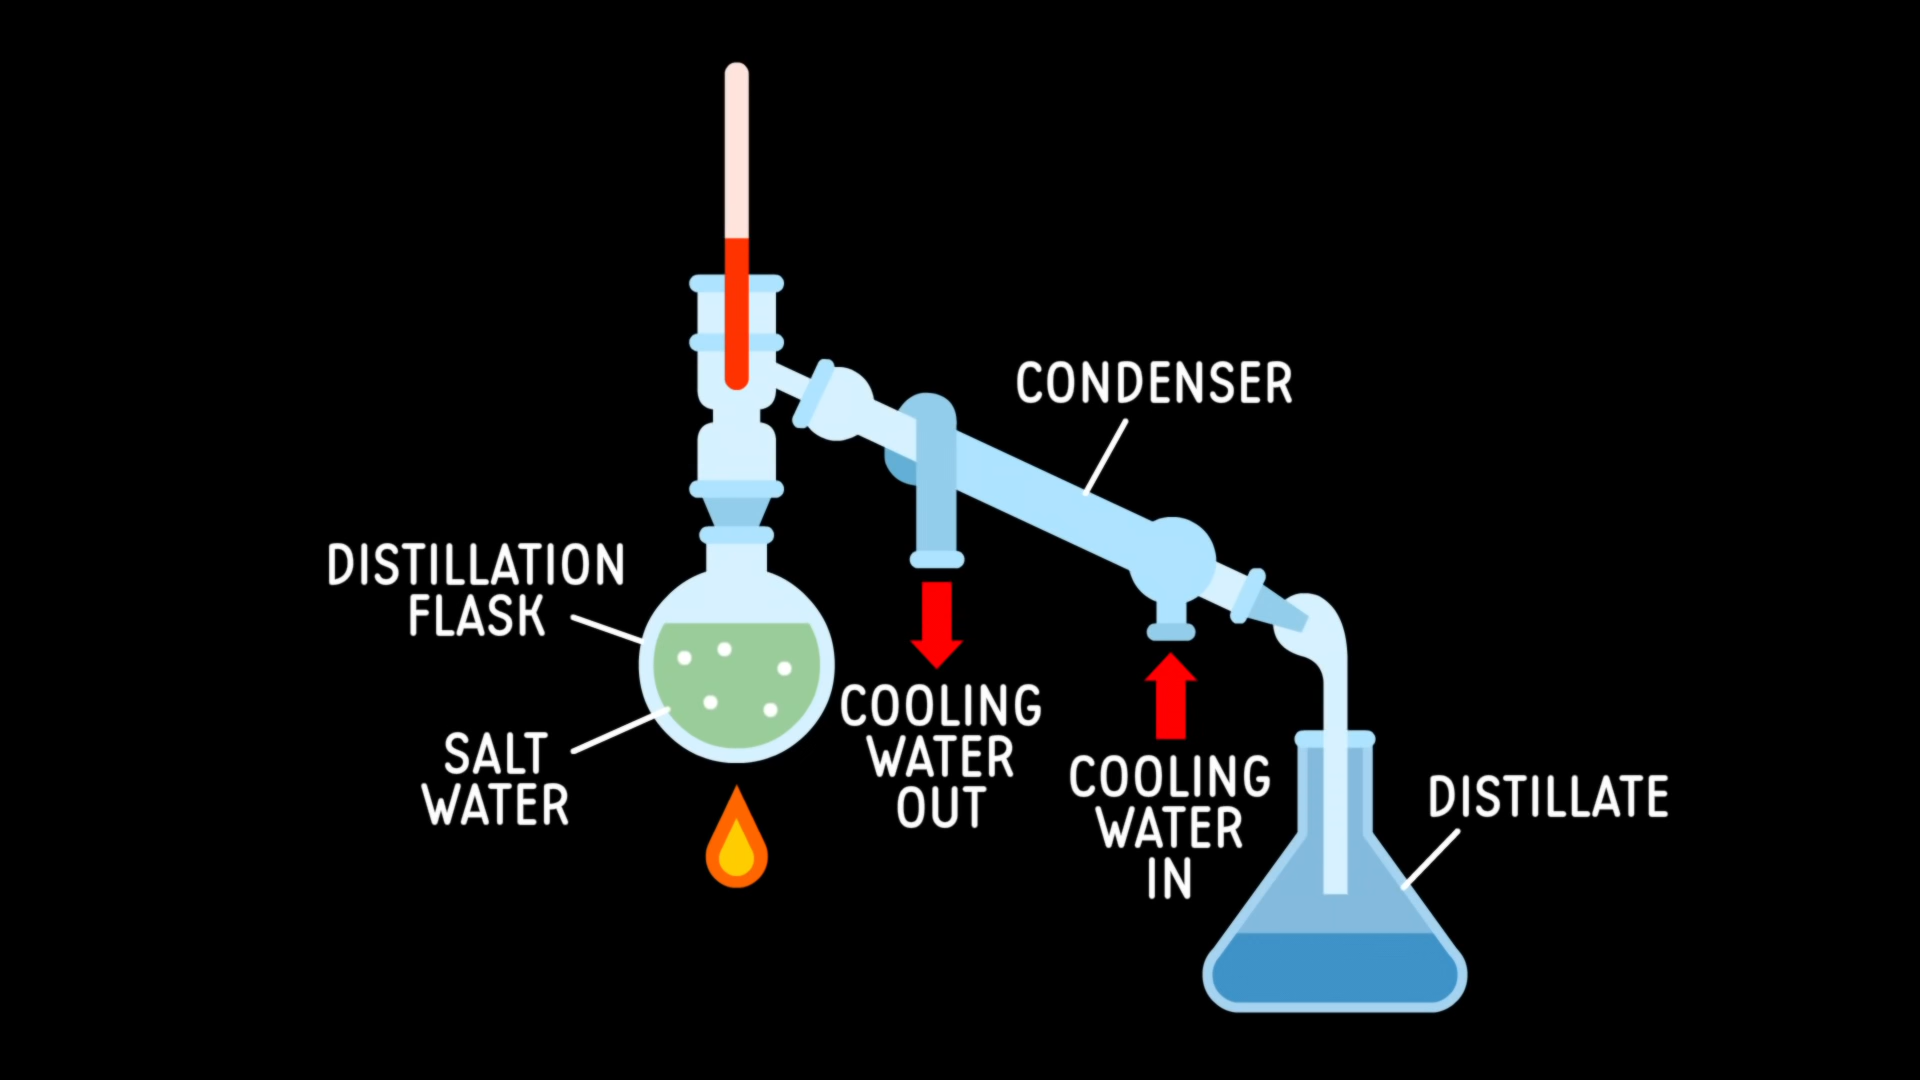 CONDENSER
DISTILLATION
FLASK
SALT
WATER
COOLING
WATER
OUT
COOLING
WATER
IN
DISTILLATE